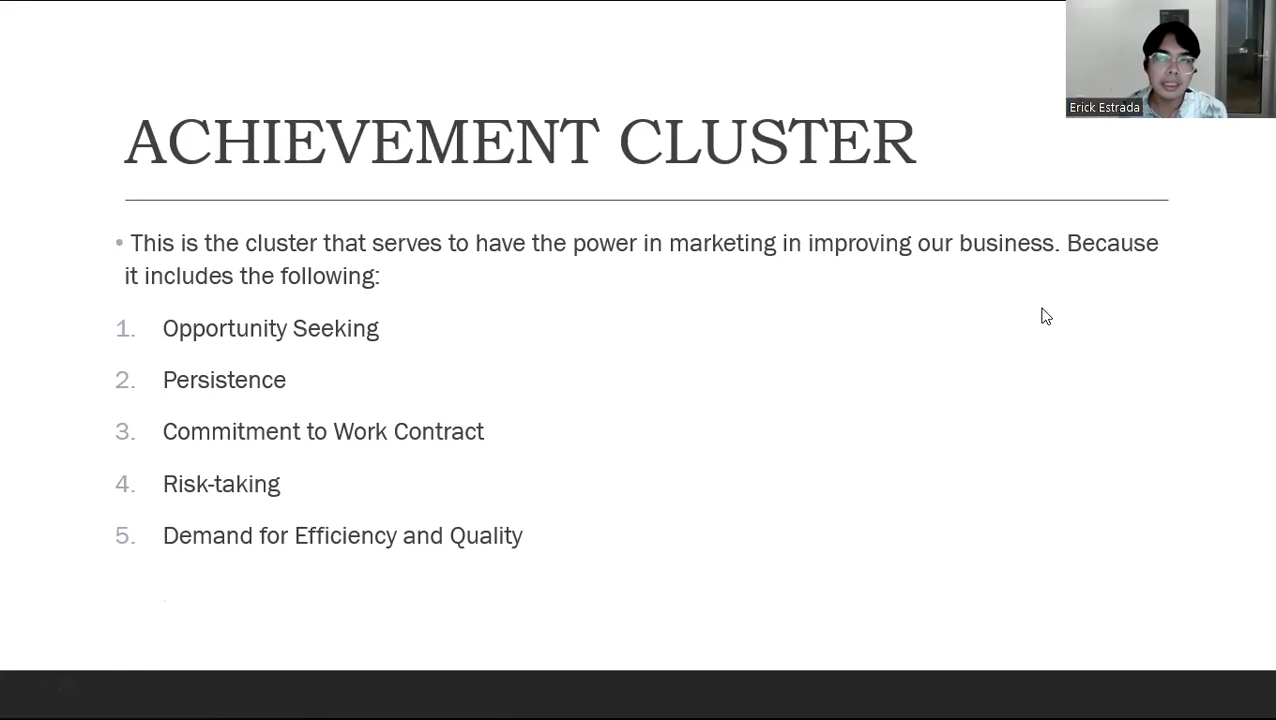 Erick Estrada
ACHIEVEMENT CLUSTER
• This is the cluster that serves to have the power in marketing in improving our business. Because
it includes the following:
1. Opportunity Seeking
2. Persistence
3. Commitment to Work Contract
4. Risk-taking
5. Demand for Efficiency and Quality